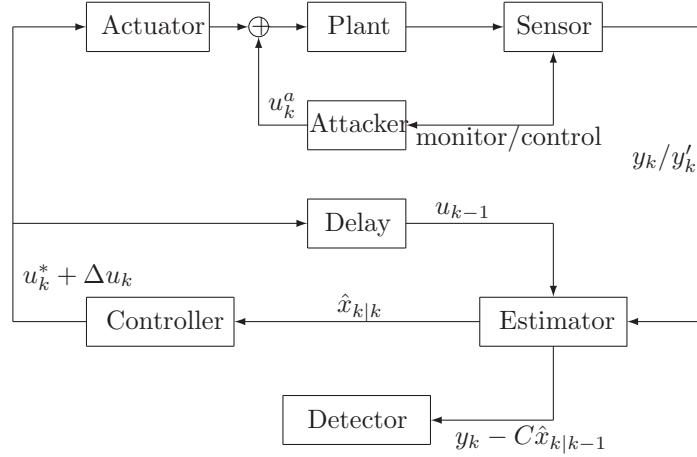 Actuator
Plant
Sensor
u_k^a
Attacker
monitor/control
y_k/y'_k
u_{k-1}
Delay
u_k^* + Δu_k
x̂_{k|k}
Controller
Estimator
Detector
y_k − Cx̂_{k|k−1}